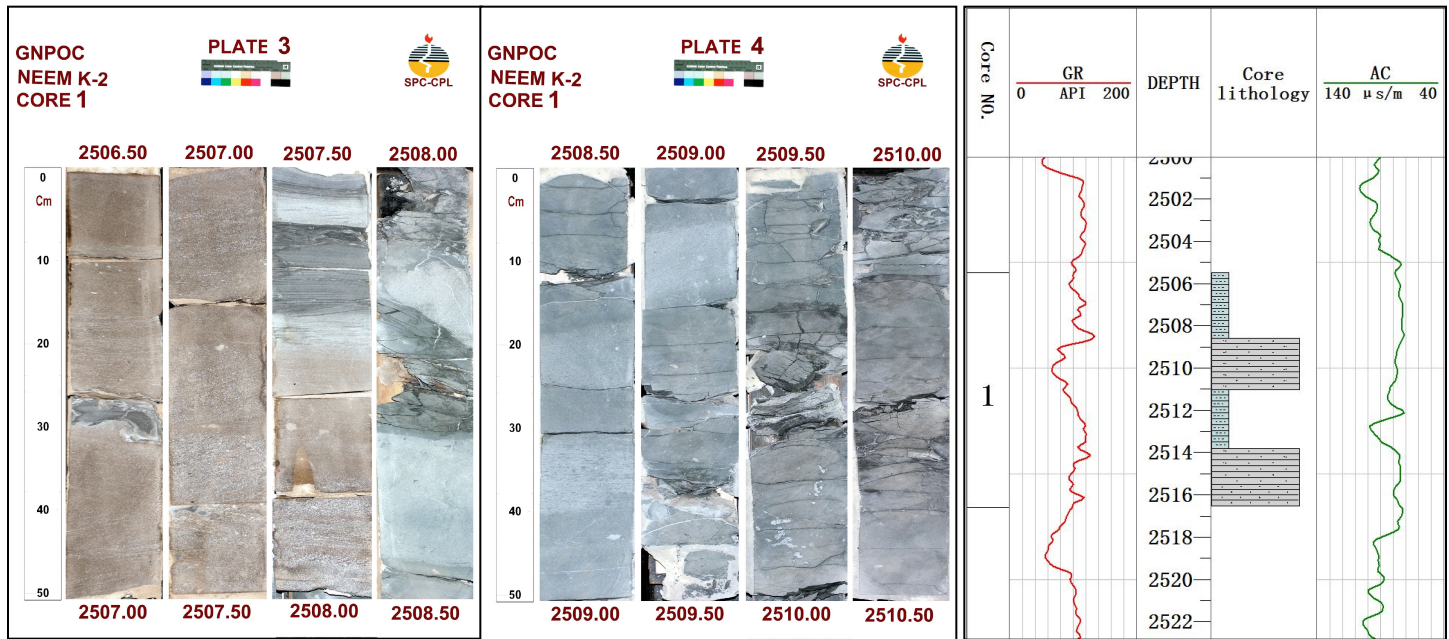 GNPOC
NEEM K-2
CORE 1
PLATE 3
SPC-CPL
2506.50 2507.00 2507.50 2508.00
0
Cm
10
20
30
40
50
2507.00 2507.50 2508.00 2508.50
GNPOC
NEEM K-2
CORE 1
PLATE 4
SPC-CPL
2508.50 2509.00 2509.50 2510.00
0
Cm
10
20
30
40
50
2509.00 2509.50 2510.00 2510.50
Core NO.
GR
0 API 200
DEPTH
Core
lithology
AC
140 μs/m 40
2500
2502
2504
2506
2508
2510
2512
2514
2516
2518
2520
2522
1